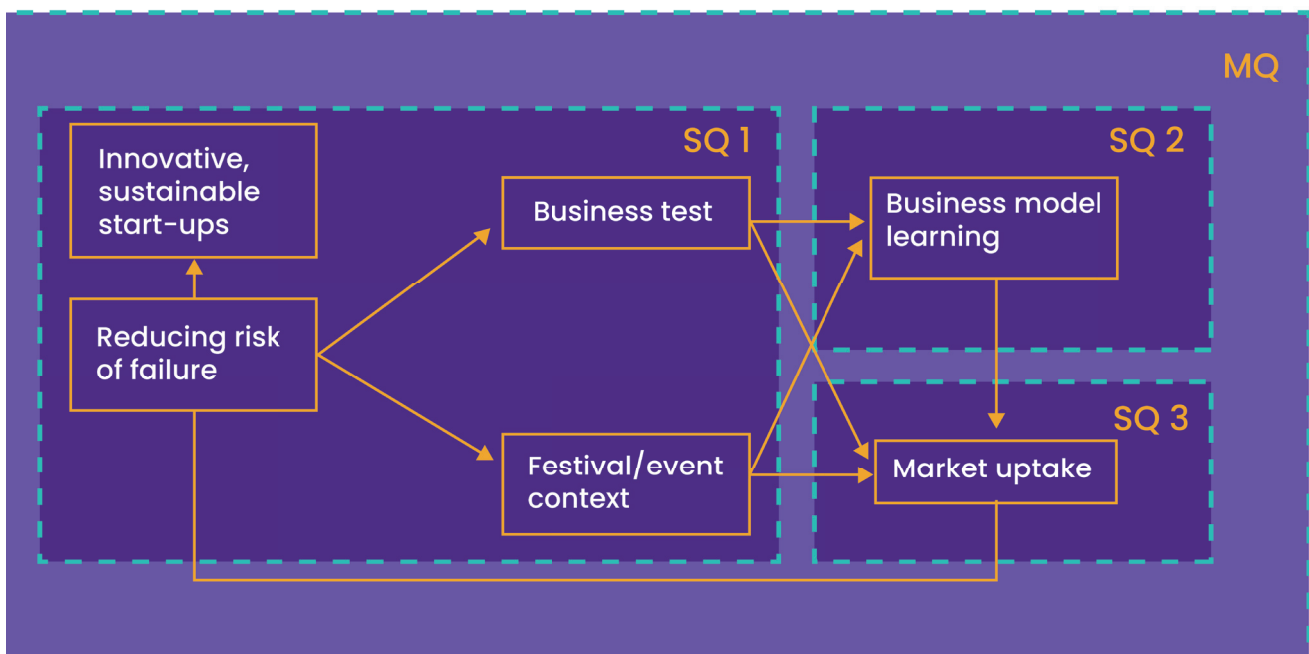 MQ
SQ 1
Innovative,
sustainable
start-ups
Business test
Reducing risk
of failure
Festival/event
context
SQ 2
Business model
learning
SQ 3
Market uptake